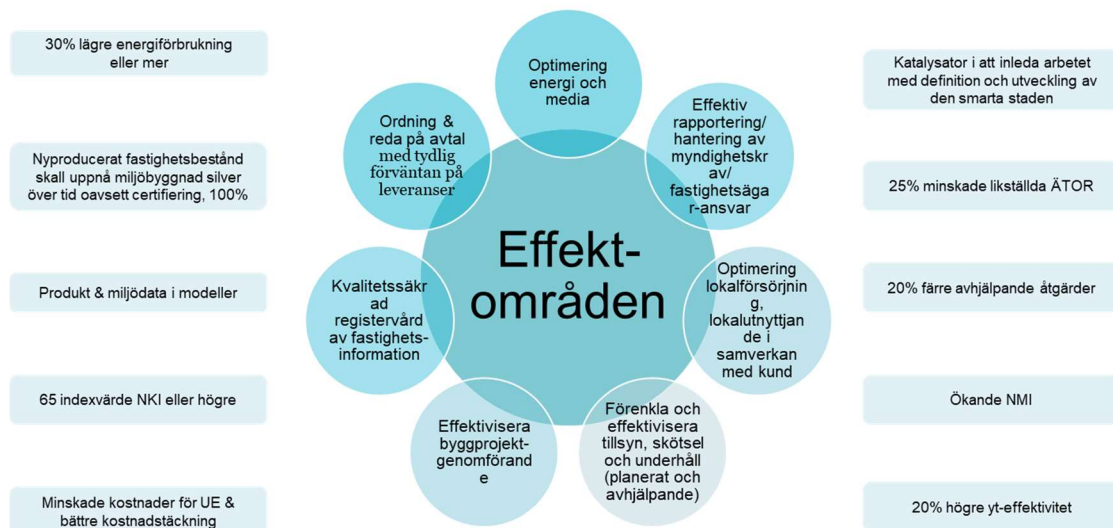 30% lägre energiförbrukning
eller mer
Nyproducerat fastighetsbestånd
skall uppnå miljöbyggnad silver
över tid oavsett certifiering, 100%
Produkt & miljödata i modeller
65 indexvärde NKI eller högre
Minskade kostnader för UE &
bättre kostnadstäckning
Optimering
energi och
media
Effektiv
rapportering/
hantering av
myndighetskr
av/
fastighetsäga
r-ansvar
Optimering
lokalförsörjnin
g,
lokalutnyttjan
de i
samverkan
med kund
Förenkla och
effektivisera
tillsyn, skötsel
och underhåll
(planerat och
avhjälpande)
Effektivisera
byggprojekt-
genomförand
e
Kvalitetssäkr
ad
registervård
av fastighets-
information
Ordning &
reda på avtal
med tydlig
förväntan på
leveranser
Effekt-
områden
Katalysator i att inleda arbetet
med definition och utveckling av
den smarta staden
25% minskade likställda ÄTOR
20% färre avhjälpande åtgärder
Ökande NMI
20% högre yt-effektivitet